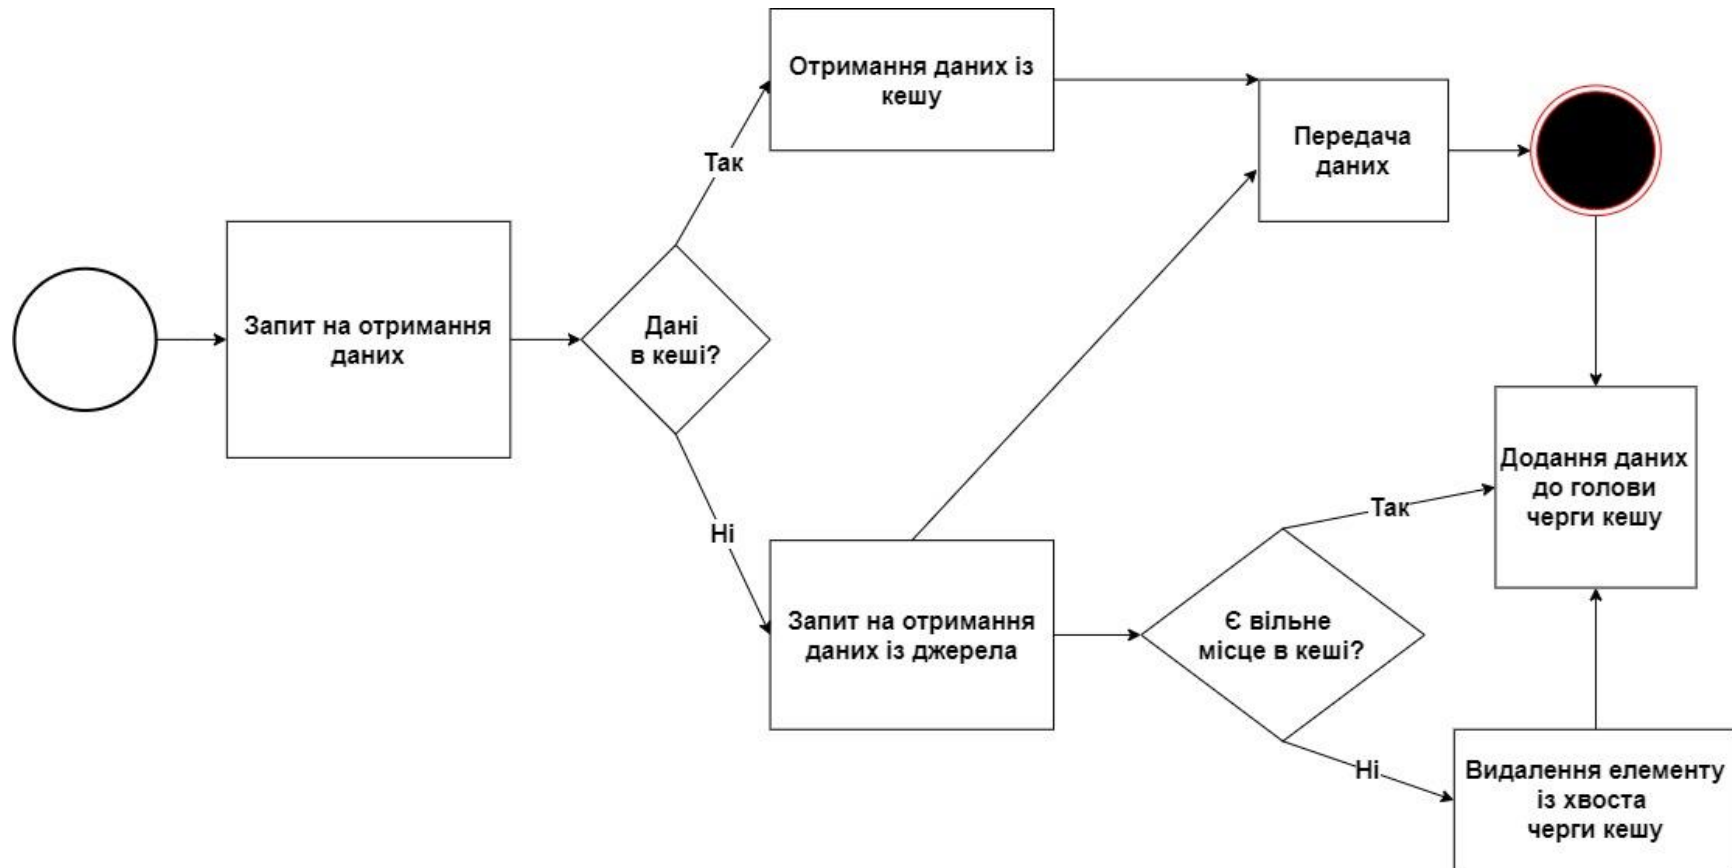 Отримання даних із
кешу
Передача
даних
Так
Запит на отримання
даних
Дані
в кеші?
Ні
Додання даних
до голови
черги кешу
Так
Запит на отримання
даних із джерела
Є вільне
місце в кеші?
Ні
Видалення елементу
із хвоста
черги кешу